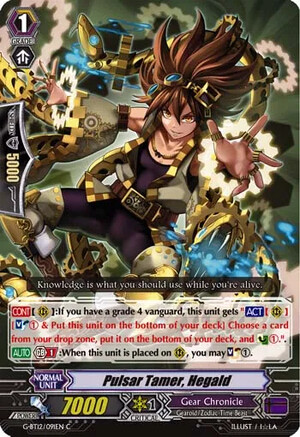 1
GRADE
5000
Knowledge is what you should use while you're alive.
CONT :If you have a grade 4 vanguard, this unit gets "ACT :
① & Put this unit on the bottom of your deck] Choose a card
from your drop zone, put it on the bottom of your deck, and ①."."
AUTO GB 1 :When this unit is placed on , you may ①.
NORMAL UNIT
Pulsar Tamer, Hegald
POWER
7000
1
CRITICAL
Gear Chronicle
Gearoid/Zodiac Time Beast
G-BT12/091EN C